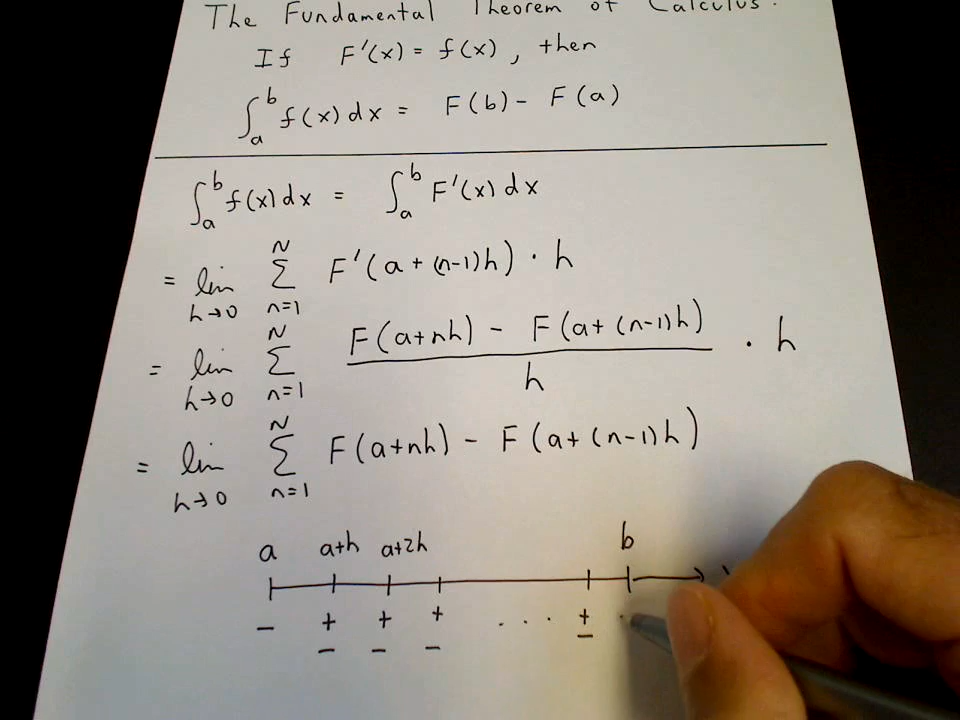 The Fundamental Theorem of Calculus.
If F'(x) = f(x), then
∫_a^b f(x) dx = F(b) - F(a)
∫_a^b f(x) dx = ∫_a^b F'(x) dx
= lim_{h→0} Σ_{n=1}^N F'(a + (n-1)h) · h
= lim_{h→0} Σ_{n=1}^N (F(a+nh) - F(a+(n-1)h))/h · h
= lim_{h→0} Σ_{n=1}^N F(a+nh) - F(a+(n-1)h)
a a+h a+2h b
- + + + · · · +
- - - -